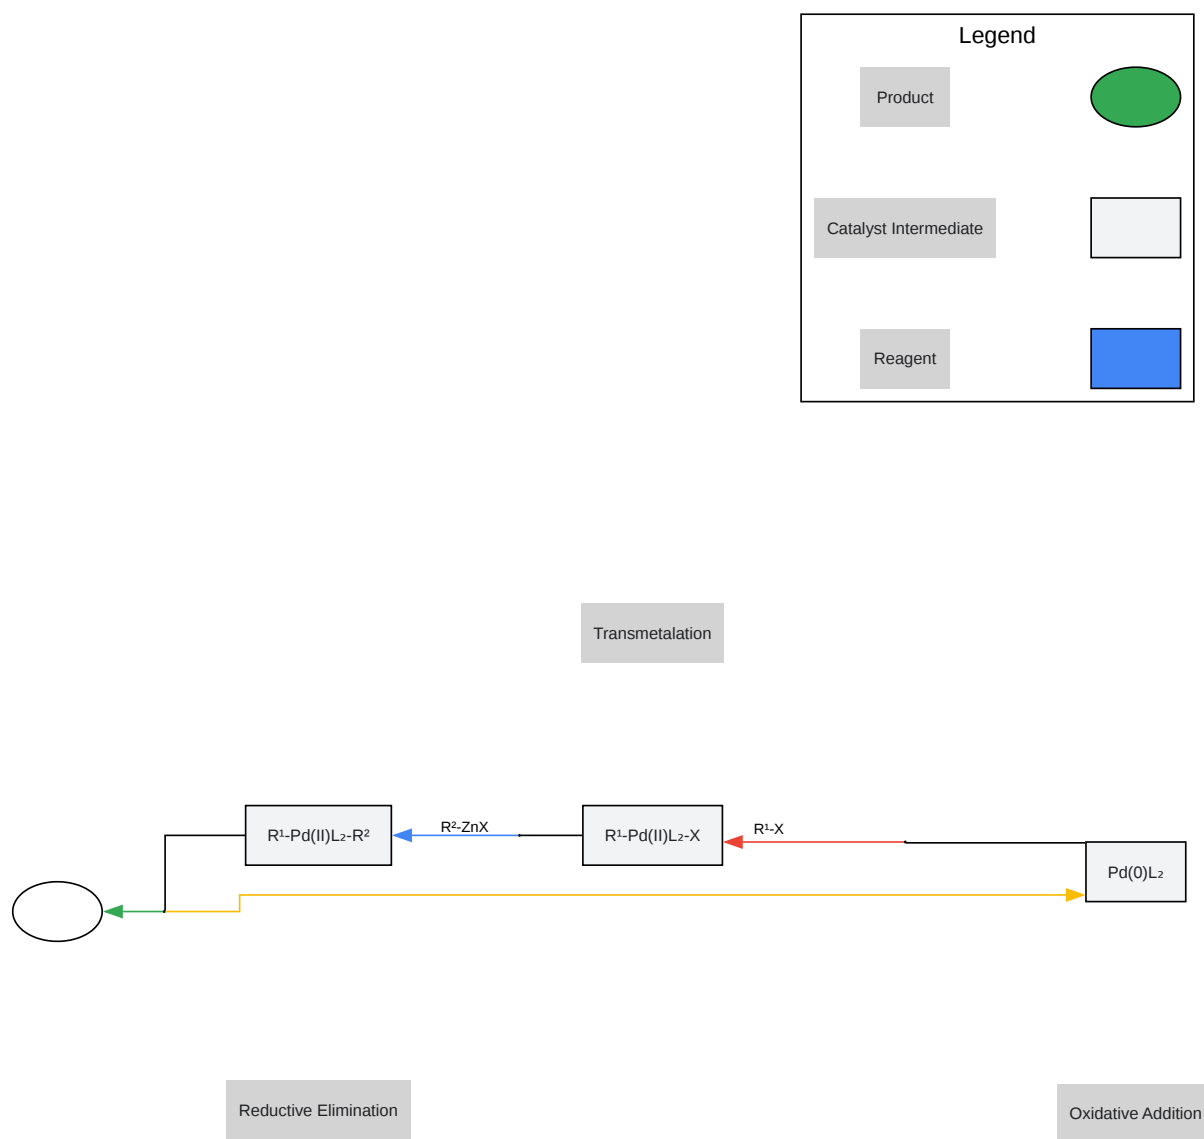 Legend
Product
Catalyst Intermediate
Reagent
Transmetalation
R¹-Pd(II)L₂-R²
R²-ZnX
R¹-Pd(II)L₂-X
R¹-X
Pd(0)L₂
Reductive Elimination
Oxidative Addition